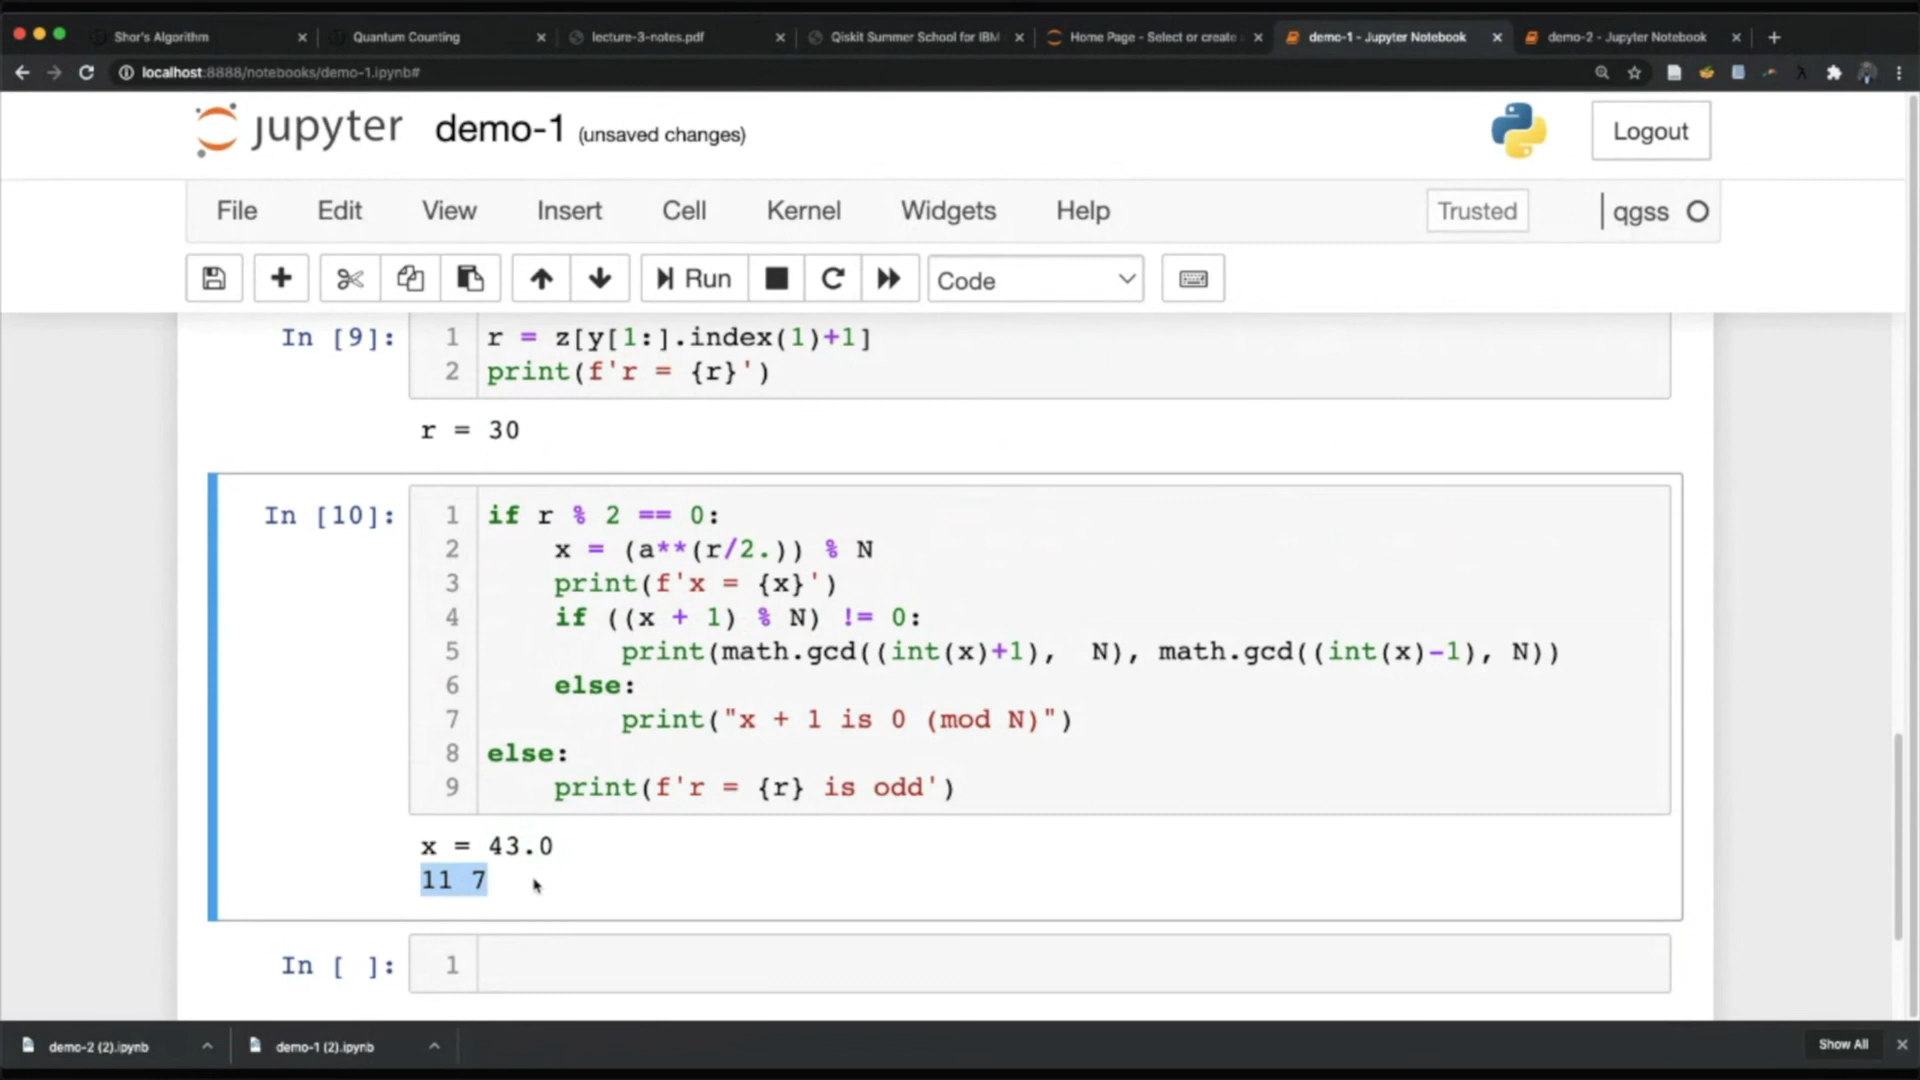 Shor's Algorithm
Quantum Counting
lecture-3-notes.pdf
Qiskit Summer School for IBM
Home Page - Select or create
demo-1 - Jupyter Notebook
demo-2 - Jupyter Notebook
localhost:8888/notebooks/demo-1.ipynb#
jupyter demo-1 (unsaved changes)
Logout
File Edit View Insert Cell Kernel Widgets Help
Trusted
qgss
Run
Code
In [9]:
1 r = z[y[1:].index(1)+1]
2 print(f'r = {r}')
r = 30
In [10]:
1 if r % 2 == 0:
2     x = (a**(r/2.)) % N
3     print(f'x = {x}')
4     if ((x + 1) % N) != 0:
5         print(math.gcd((int(x)+1),  N), math.gcd((int(x)-1), N))
6     else:
7         print("x + 1 is 0 (mod N)")
8 else:
9     print(f'r = {r} is odd')
x = 43.0
11 7
In [ ]:
1
demo-2 (2).ipynb
demo-1 (2).ipynb
Show All